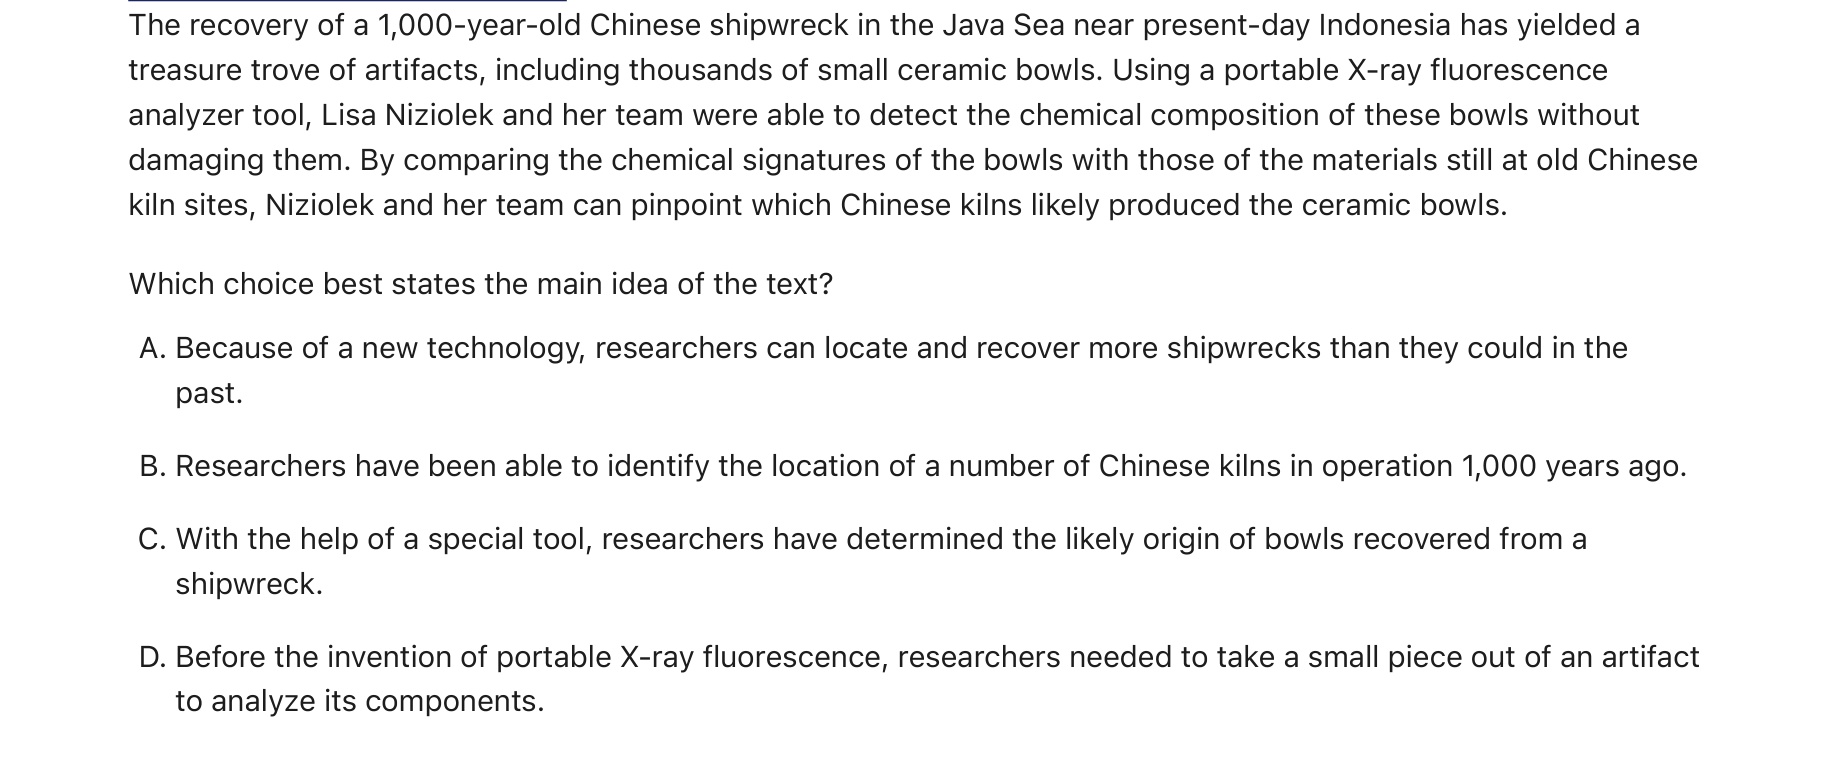 The recovery of a 1,000-year-old Chinese shipwreck in the Java Sea near present-day Indonesia has yielded a
treasure trove of artifacts, including thousands of small ceramic bowls. Using a portable X-ray fluorescence
analyzer tool, Lisa Niziolek and her team were able to detect the chemical composition of these bowls without
damaging them. By comparing the chemical signatures of the bowls with those of the materials still at old Chinese
kiln sites, Niziolek and her team can pinpoint which Chinese kilns likely produced the ceramic bowls.
Which choice best states the main idea of the text?
A. Because of a new technology, researchers can locate and recover more shipwrecks than they could in the
past.
B. Researchers have been able to identify the location of a number of Chinese kilns in operation 1,000 years ago.
C. With the help of a special tool, researchers have determined the likely origin of bowls recovered from a
shipwreck.
D. Before the invention of portable X-ray fluorescence, researchers needed to take a small piece out of an artifact
to analyze its components.